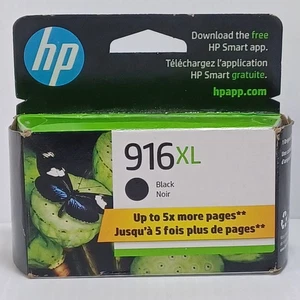 hp
Download the free
HP Smart app.
Téléchargez l'application
HP Smart gratuite.
hpapp.com
916XL
Black
Noir
Up to 5x more pages**
Jusqu'à 5 fois plus de pages**